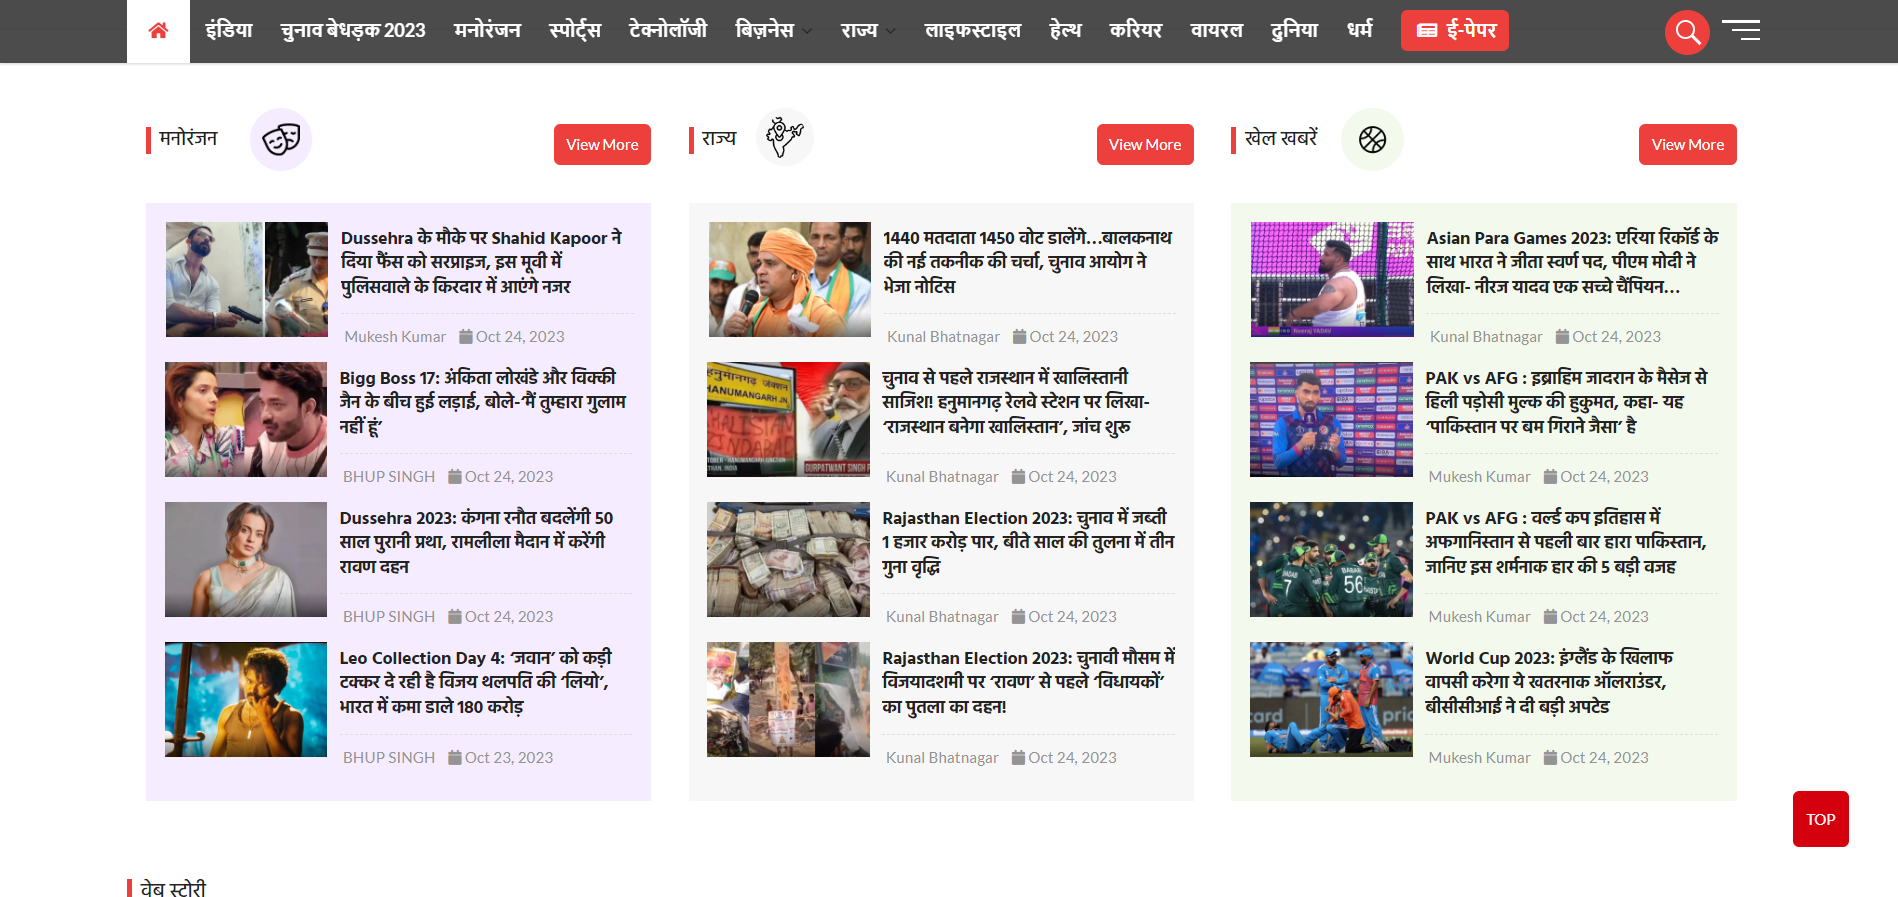 इंडिया चुनाव बेधड़क 2023 मनोरंजन स्पोर्ट्स टेक्नोलॉजी बिज़नेस राज्य लाइफस्टाइल हेल्थ करियर वायरल दुनिया धर्म ई-पेपर
मनोरंजन
View More
Dussehra के मौके पर Shahid Kapoor ने
दिया फैंस को सरप्राइज, इस मूवी में
पुलिसवाले के किरदार में आएंगे नजर
Mukesh Kumar Oct 24, 2023
Bigg Boss 17: अंकिता लोखंडे और विक्की
जैन के बीच हुई लड़ाई, बोले-‘मैं तुम्हारा गुलाम
नहीं हूं’
BHUP SINGH Oct 24, 2023
Dussehra 2023: कंगना रनौत बदलेंगी 50
साल पुरानी प्रथा, रामलीला मैदान में करेंगी
रावण दहन
BHUP SINGH Oct 24, 2023
Leo Collection Day 4: ‘जवान’ को कड़ी
टक्कर दे रही है विजय थलपति की ‘लियो’,
भारत में कमा डाले 180 करोड़
BHUP SINGH Oct 23, 2023
राज्य
View More
1440 मतदाता 1450 वोट डालेंगे…बालकनाथ
की नई तकनीक की चर्चा, चुनाव आयोग ने
भेजा नोटिस
Kunal Bhatnagar Oct 24, 2023
हनुमानगढ़ जंक्शन
HANUMANGARH JN.
चुनाव से पहले राजस्थान में खालिस्तानी
साजिश! हनुमानगढ़ रेलवे स्टेशन पर लिखा-
‘राजस्थान बनेगा खालिस्तान’, जांच शुरू
Kunal Bhatnagar Oct 24, 2023
Rajasthan Election 2023: चुनाव में जब्ती
1 हजार करोड़ पार, बीते साल की तुलना में तीन
गुना वृद्धि
Kunal Bhatnagar Oct 24, 2023
Rajasthan Election 2023: चुनावी मौसम में
विजयादशमी पर ‘रावण’ से पहले ‘विधायकों’
का पुतला का दहन!
Kunal Bhatnagar Oct 24, 2023
खेल खबरें
View More
Asian Para Games 2023: एरिया रिकॉर्ड के
साथ भारत ने जीता स्वर्ण पद, पीएम मोदी ने
लिखा- नीरज यादव एक सच्चे चैंपियन…
Kunal Bhatnagar Oct 24, 2023
PAK vs AFG : इब्राहिम जादरान के मैसेज से
हिली पड़ोसी मुल्क की हुकुमत, कहा- यह
‘पाकिस्तान पर बम गिराने जैसा’ है
Mukesh Kumar Oct 24, 2023
7
56
PAK vs AFG : वर्ल्ड कप इतिहास में
अफगानिस्तान से पहली बार हारा पाकिस्तान,
जानिए इस शर्मनाक हार की 5 बड़ी वजह
Mukesh Kumar Oct 24, 2023
World Cup 2023: इंग्लैंड के खिलाफ
वापसी करेगा ये खतरनाक ऑलराउंडर,
बीसीसीआई ने दी बड़ी अपटेड
Mukesh Kumar Oct 24, 2023
TOP
वेब स्टोरी